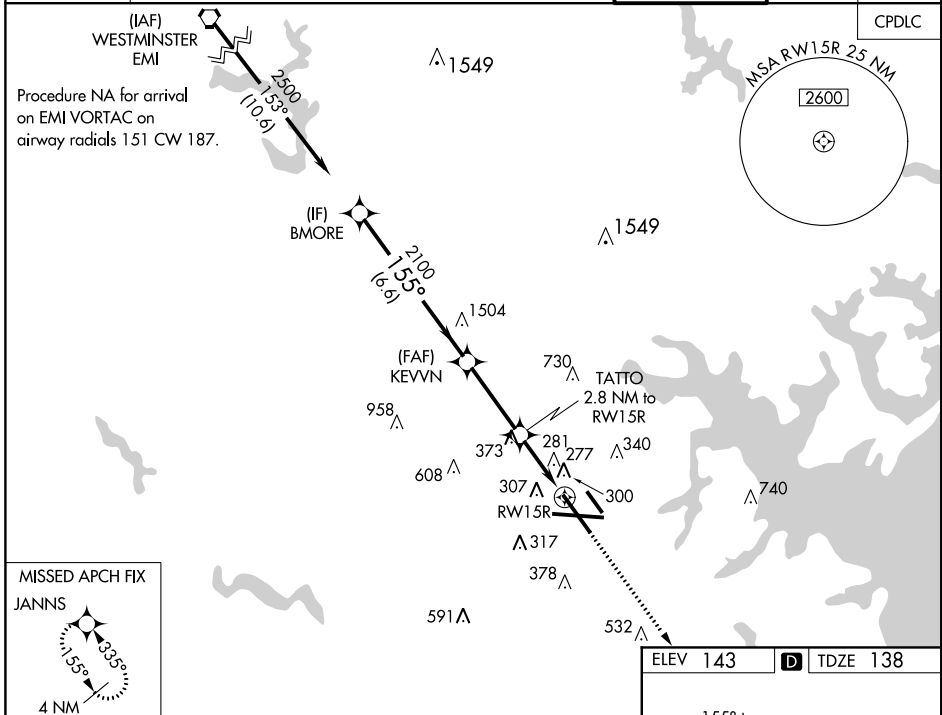 (IAF)
WESTMINSTER
EMI
Procedure NA for arrival
on EMI VORTAC on
airway radials 151 CW 187.
2500
153°
(10.6)
1549
CPDLC
MSA RW15R 25 NM
2600
(IF)
BMORE
2100
155°
(6.6)
1549
1504
(FAF)
KEVVN
730
TATTO
2.8 NM to
RW15R
958
373
281
277
340
608
307
300
740
RW15R
317
378
591
532
MISSED APCH FIX
JANNS
335°
155°
4 NM
ELEV 143 D TDZE 138